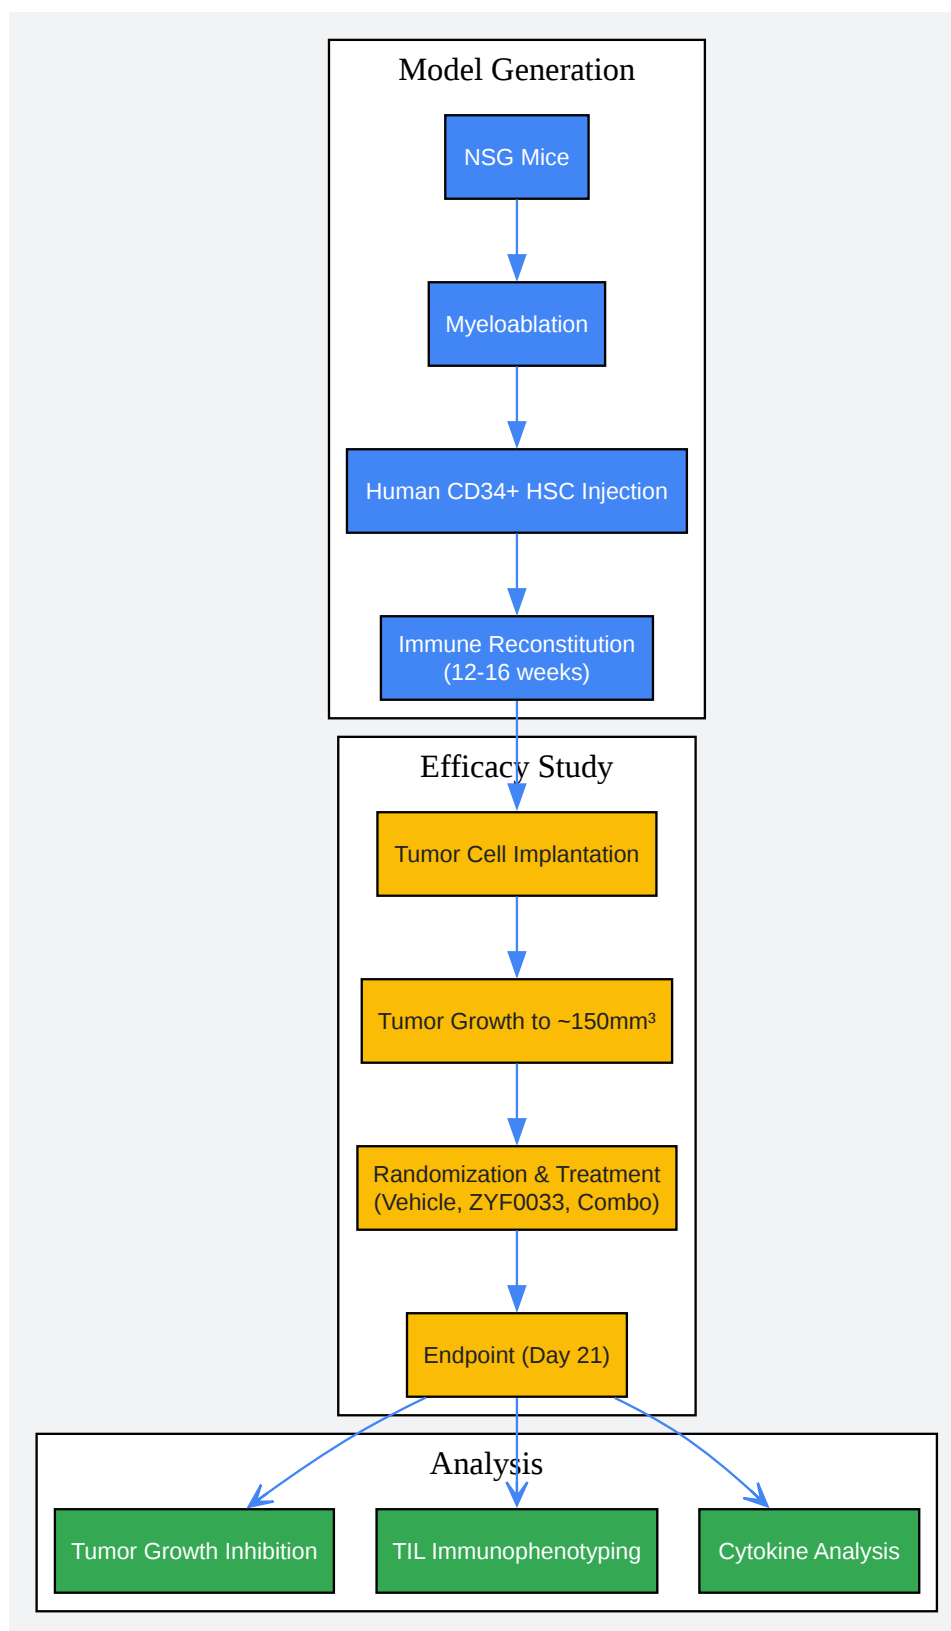 Model Generation
NSG Mice
Myeloablation
Human CD34+ HSC Injection
Immune Reconstitution
(12-16 weeks)
Efficacy Study
Tumor Cell Implantation
Tumor Growth to ~150mm³
Randomization & Treatment
(Vehicle, ZYF0033, Combo)
Endpoint (Day 21)
Analysis
Tumor Growth Inhibition
TIL Immunophenotyping
Cytokine Analysis